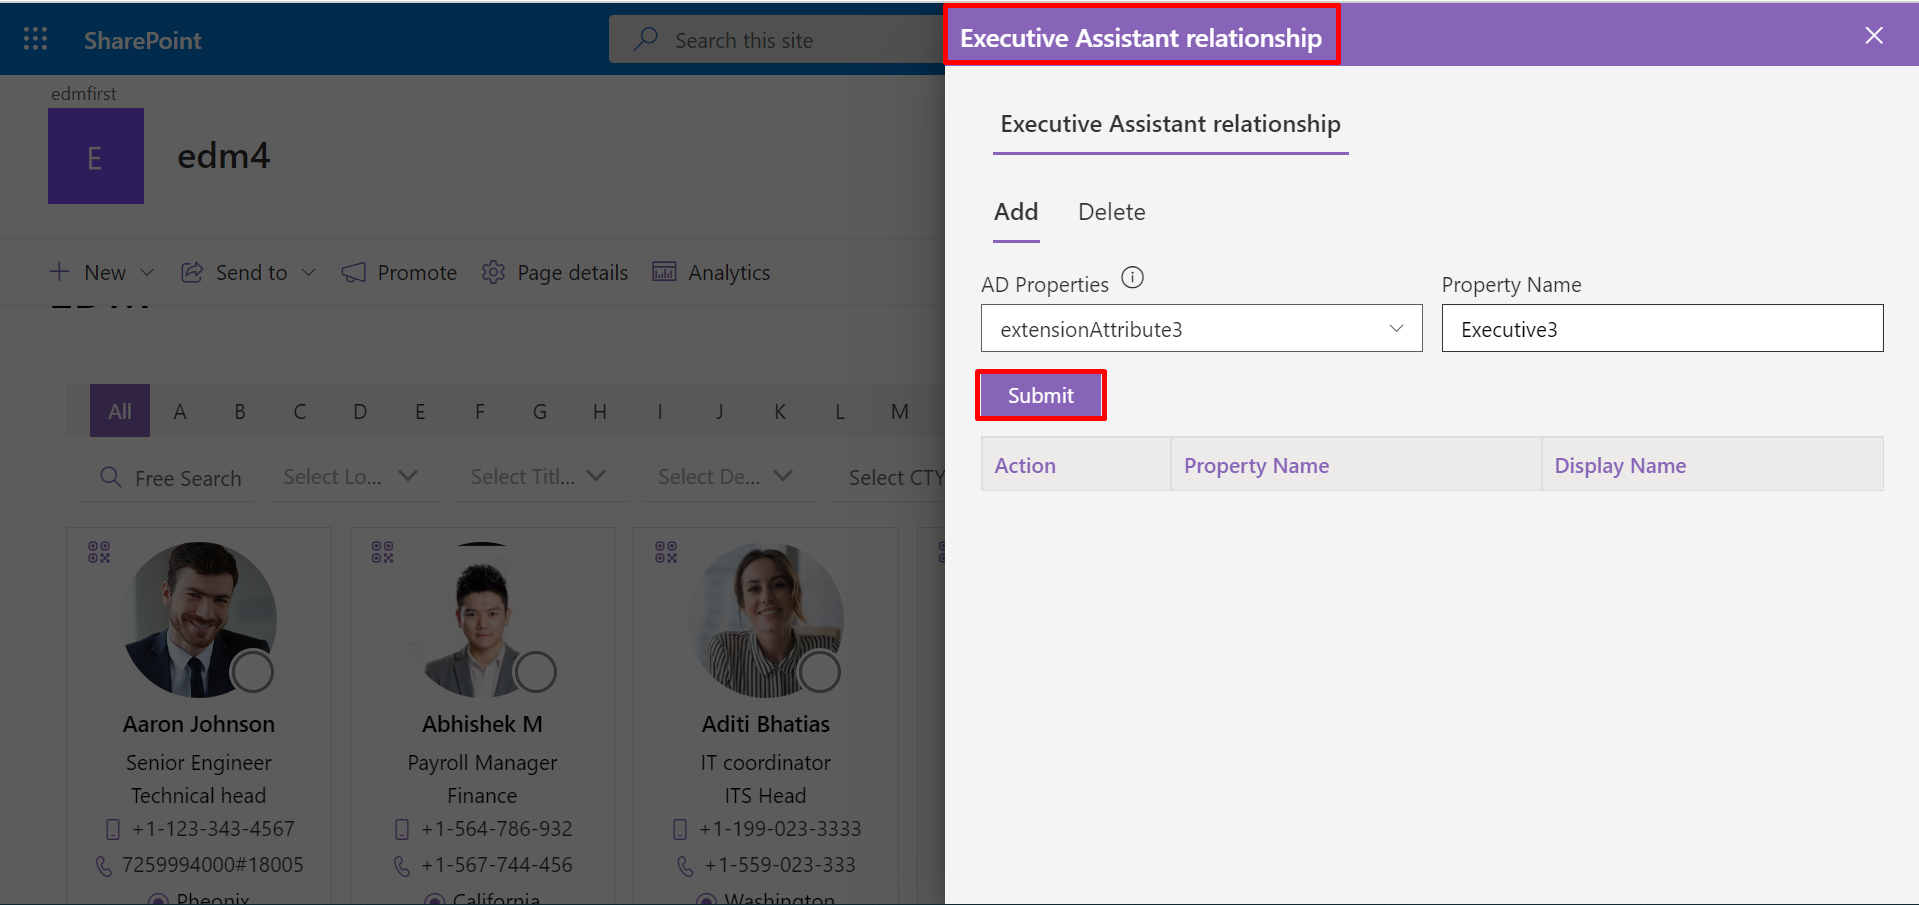 SharePoint
Search this site
Executive Assistant relationship
edmfirst
E
edm4
Executive Assistant relationship
Add Delete
New Send to Promote Page details Analytics
AD Properties Property Name
extensionAttribute3 Executive3
Submit
All A B C D E F G H I J K L M
Free Search Select Lo... Select Titl... Select De... Select CTY
Action Property Name Display Name
Aaron Johnson
Senior Engineer
Technical head
+1-123-343-4567
7259994000#18005
Pheonix
Abhishek M
Payroll Manager
Finance
+1-564-786-932
+1-567-744-456
California
Aditi Bhatias
IT coordinator
ITS Head
+1-199-023-3333
+1-559-023-333
Washington